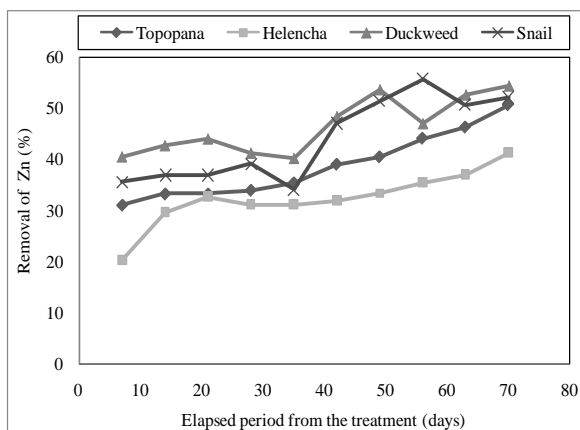 Topopana Helencha Duckweed Snail
60
50
40
30
20
10
0
Removal of Zn (%)
0 10 20 30 40 50 60 70 80
Elapsed period from the treatment (days)